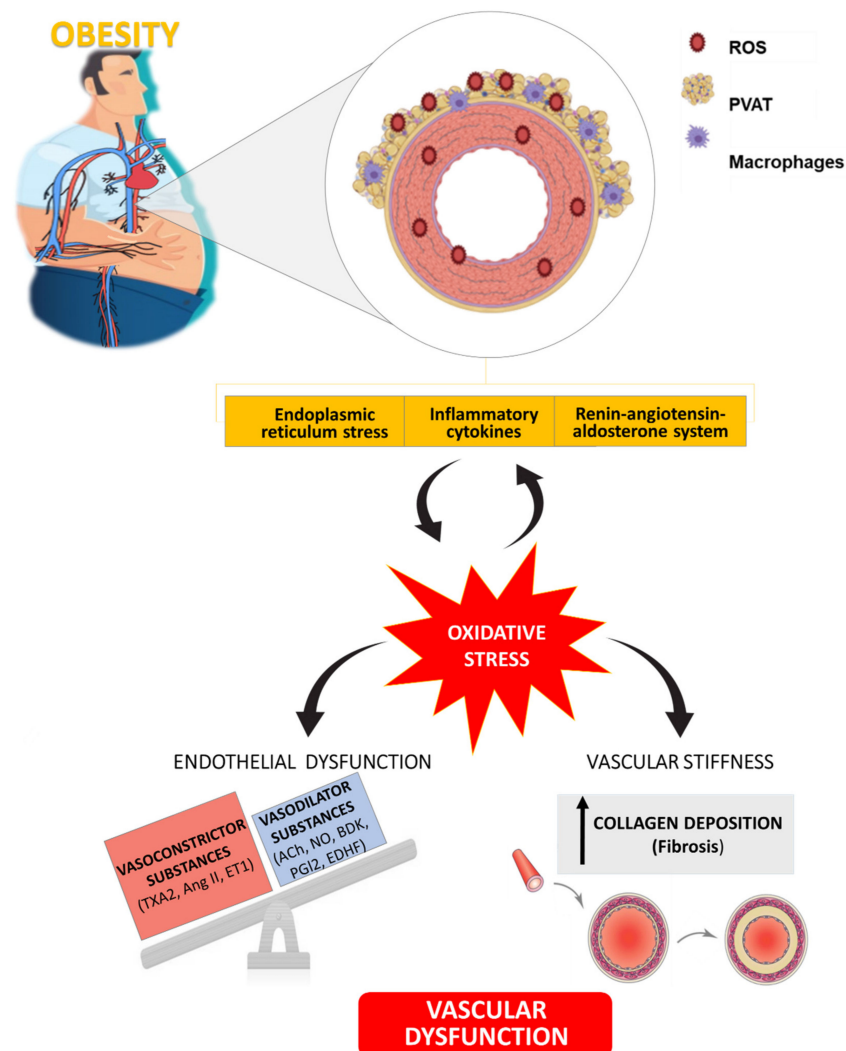 OBESITY
ROS
PVAT
Macrophages
Endoplasmic
reticulum stress
Inflammatory
cytokines
Renin-angiotensin-
aldosterone system
OXIDATIVE
STRESS
ENDOTHELIAL DYSFUNCTION
VASOCONSTRICTOR
SUBSTANCES
(TXA2, Ang II, ET1)
VASODILATOR
SUBSTANCES
(ACh, NO, BDK,
PGI2, EDHF)
VASCULAR STIFFNESS
COLLAGEN DEPOSITION
(Fibrosis)
VASCULAR
DYSFUNCTION